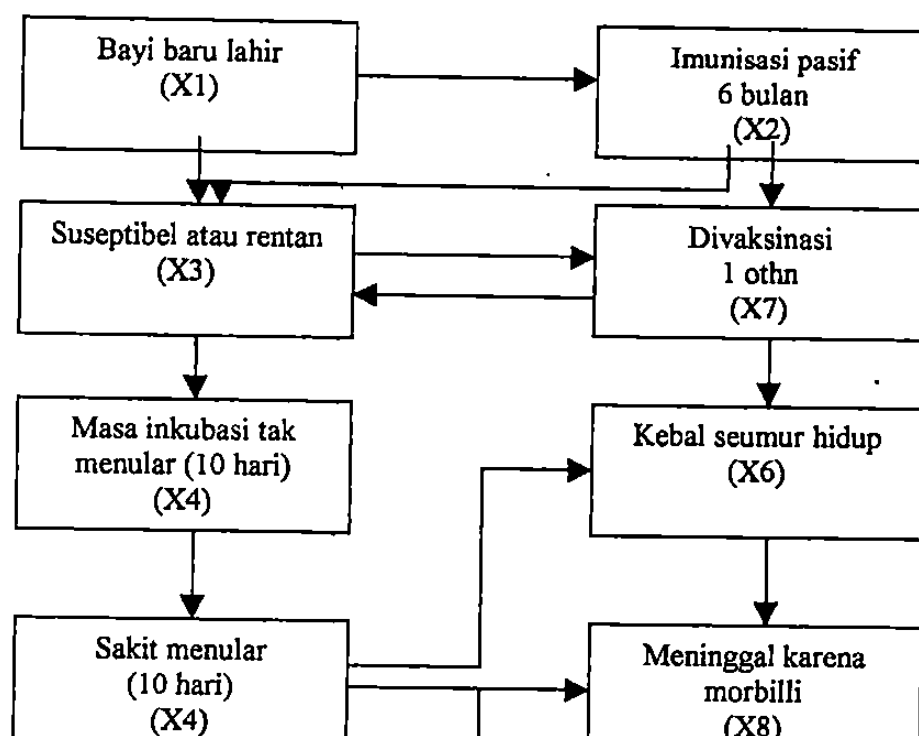 Bayi baru lahir
(X1)
Imunisasi pasif
6 bulan
(X2)
Suseptibel atau rentan
(X3)
Divaksinasi
1 othn
(X7)
Masa inkubasi tak
menular (10 hari)
(X4)
Kebal seumur hidup
(X6)
Sakit menular
(10 hari)
(X4)
Meninggal karena
morbilli
(X8)